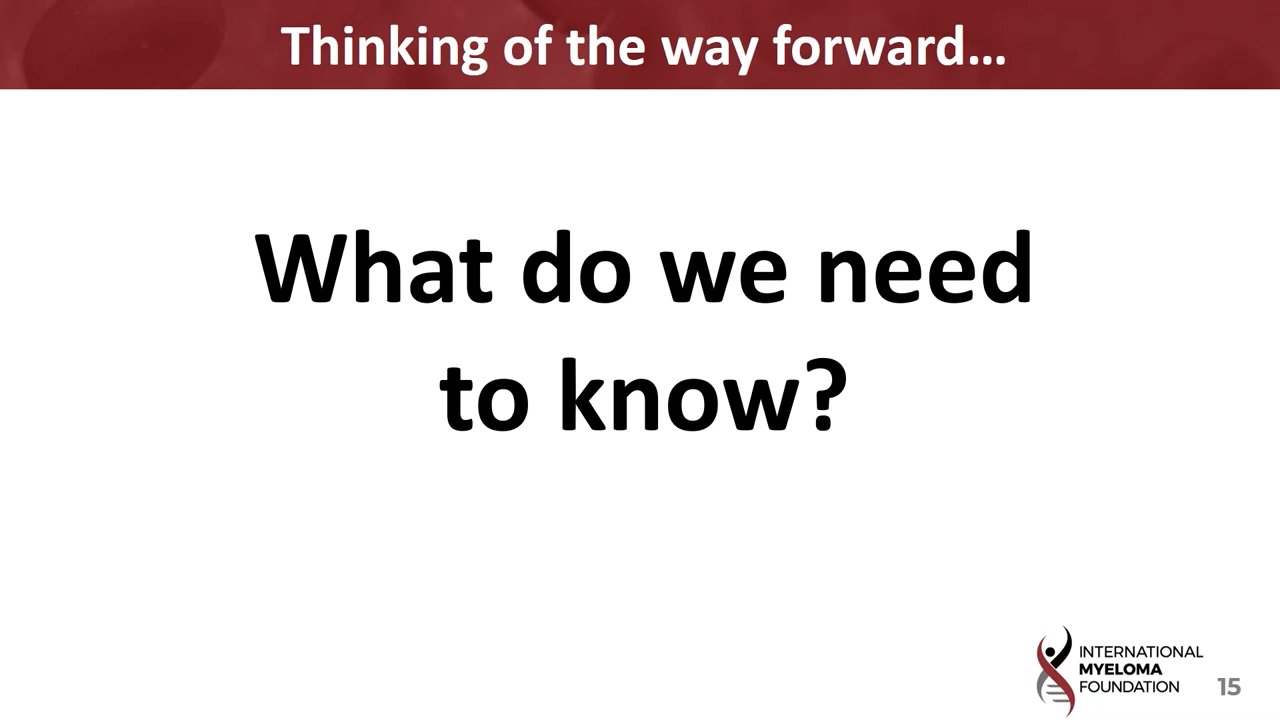 Thinking of the way forward...
What do we need
to know?
INTERNATIONAL
MYELOMA
FOUNDATION
15